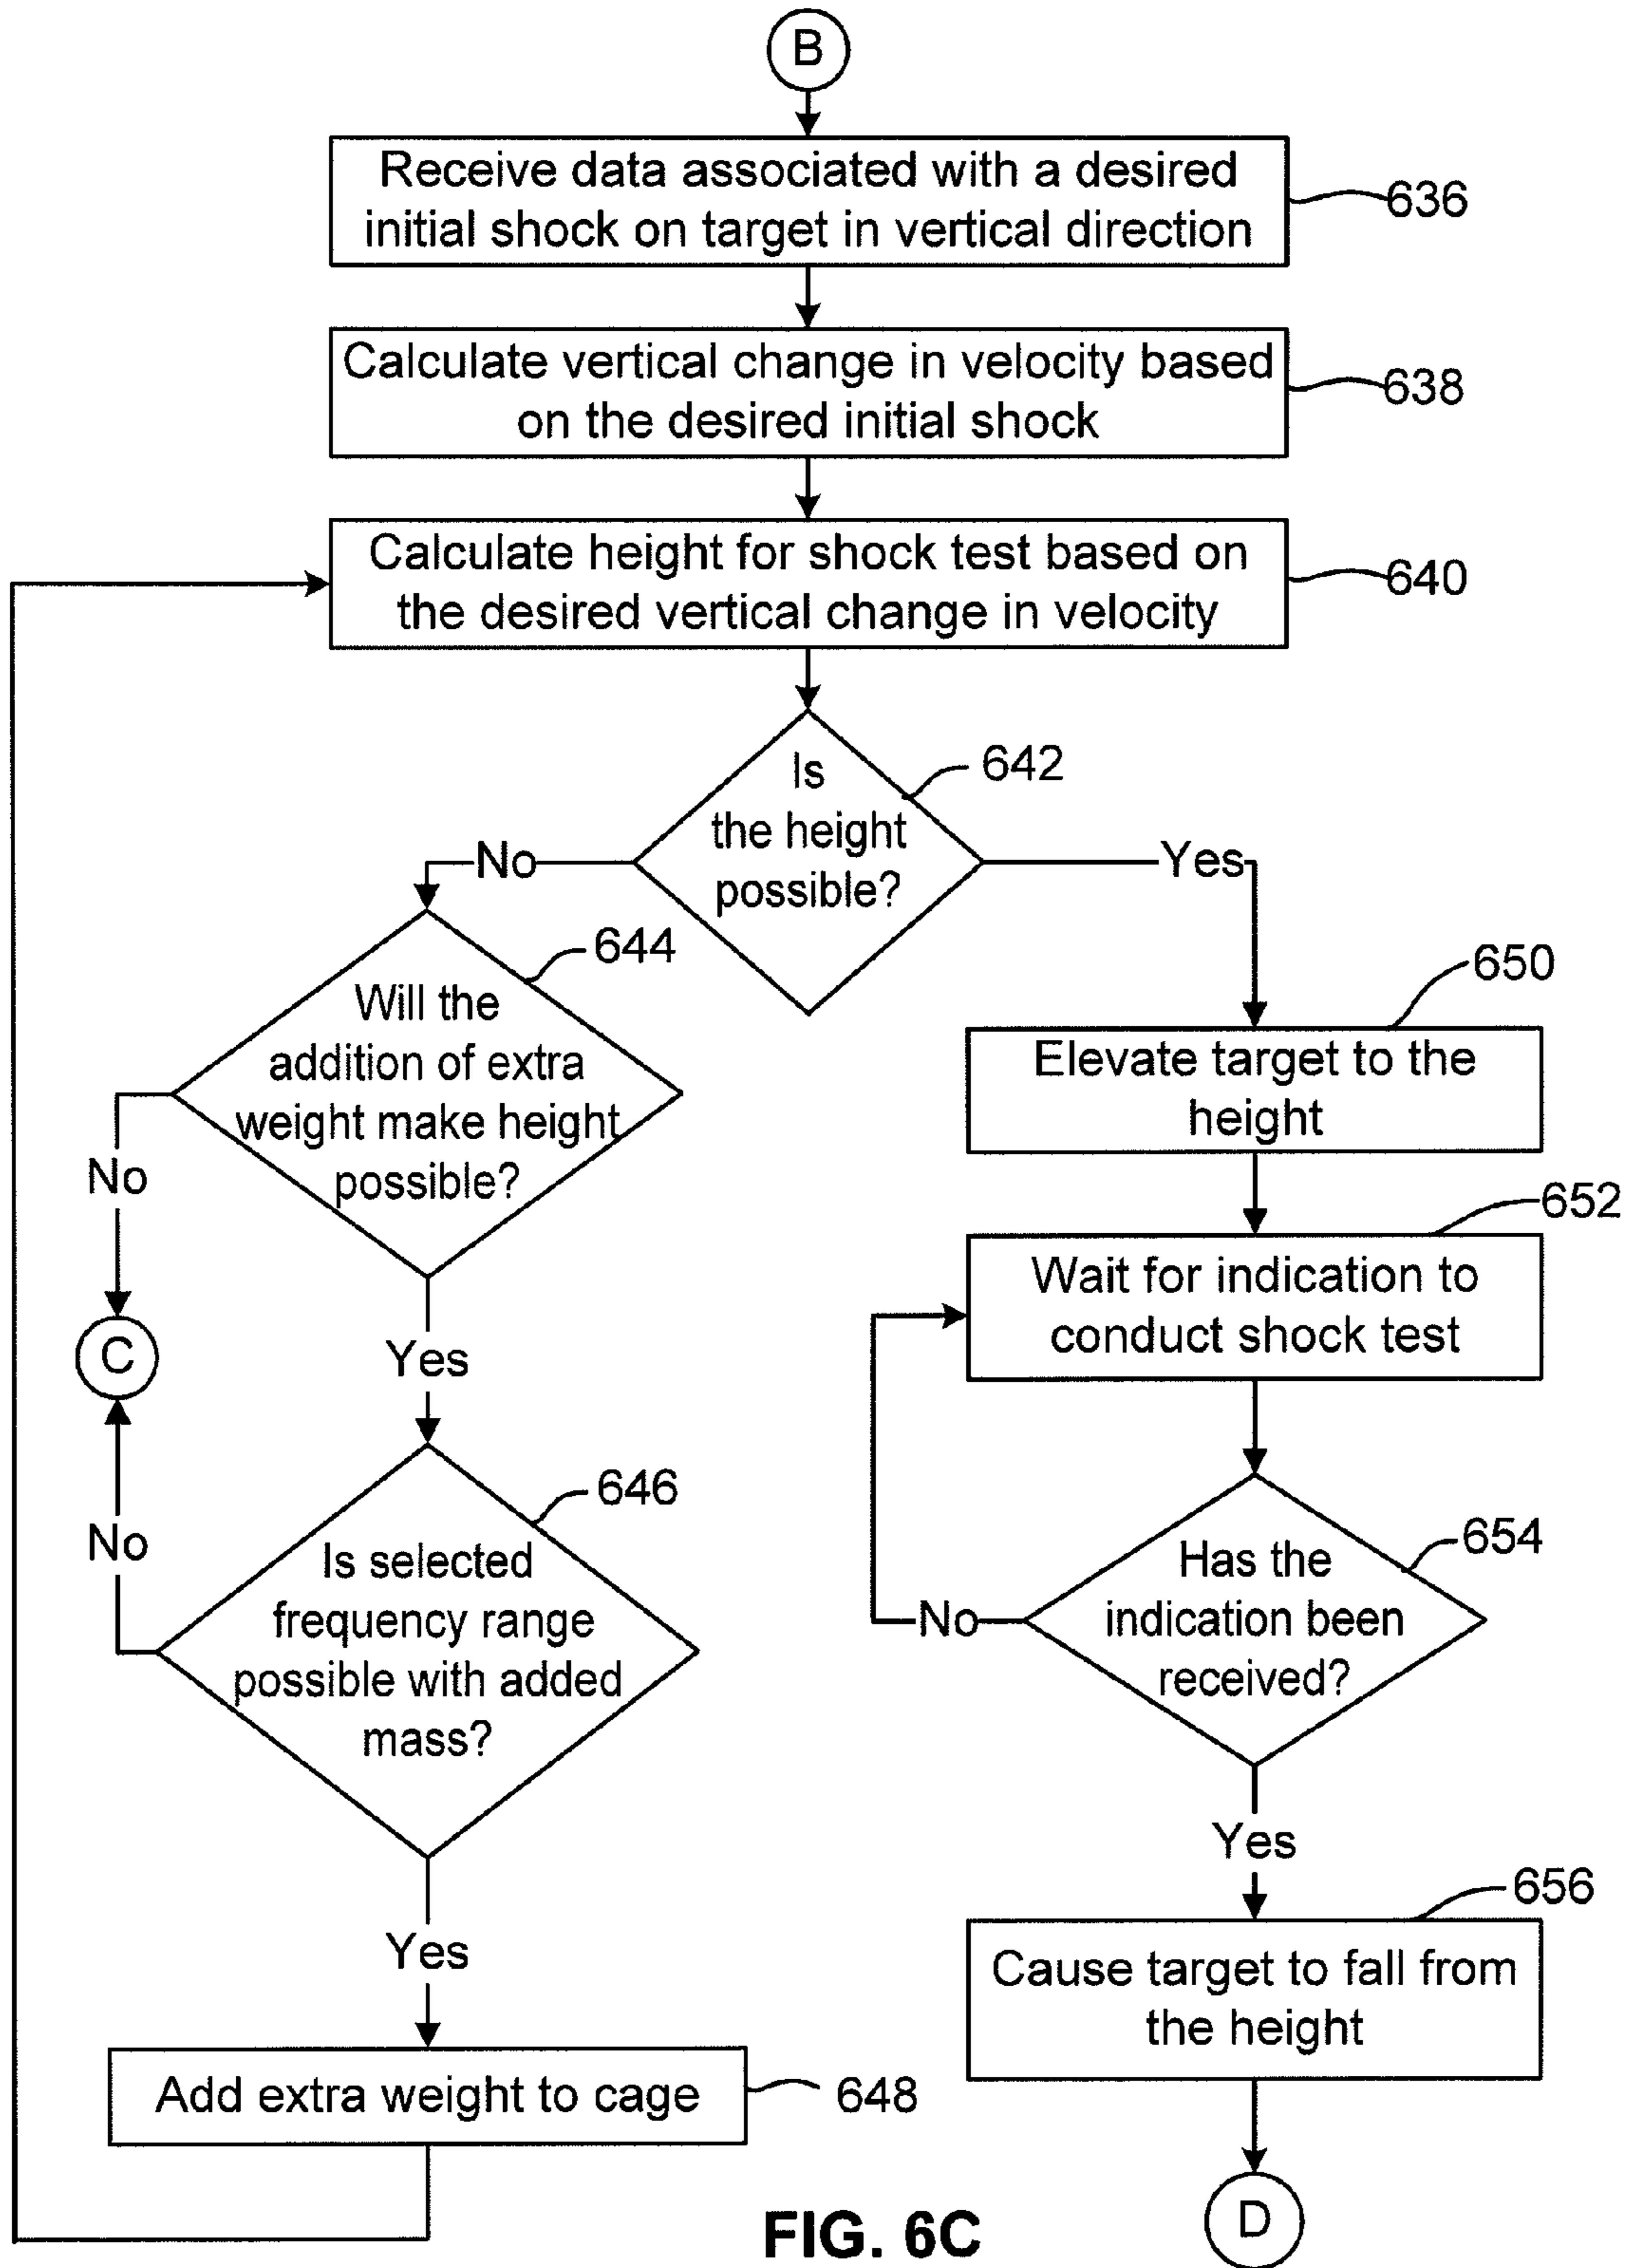 B
Receive data associated with a desired
initial shock on target in vertical direction
636
Calculate vertical change in velocity based
on the desired initial shock
638
Calculate height for shock test based on
the desired vertical change in velocity
640
Is
the height
possible?
642
No
Yes
Will the
addition of extra
weight make height
possible?
644
No
C
Yes
Is selected
frequency range
possible with added
mass?
646
No
Yes
Add extra weight to cage
648
Elevate target to the
height
650
Wait for indication to
conduct shock test
652
Has the
indication been
received?
654
No
Yes
Cause target to fall from
the height
656
D
FIG. 6C